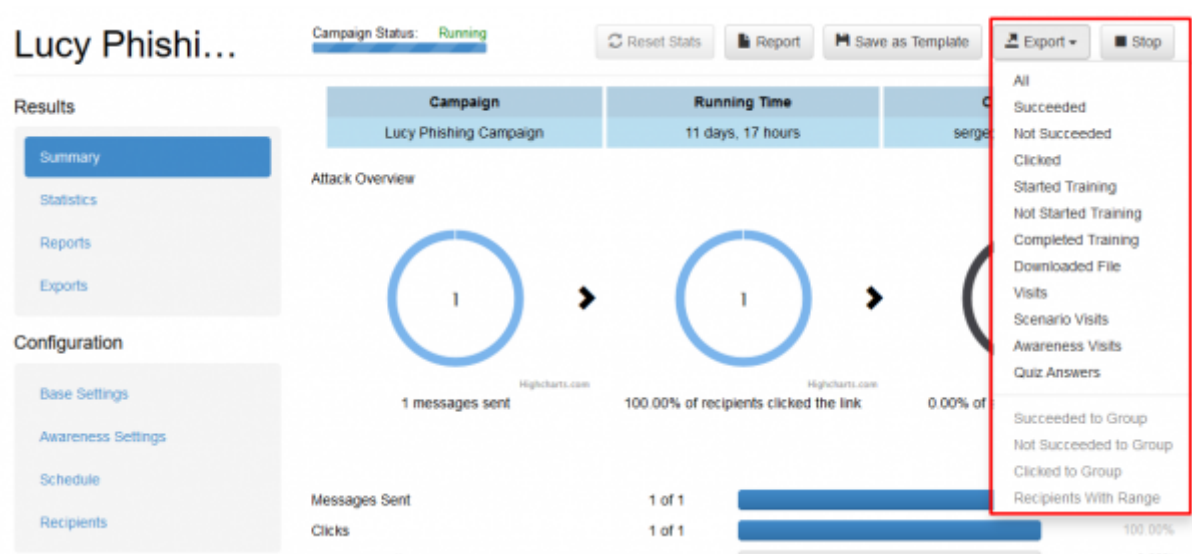 Lucy Phishi...
Campaign Status: Running
Reset Stats
Report
Save as Template
Export
Stop
Results
Summary
Statistics
Reports
Exports
Configuration
Base Settings
Awareness Settings
Schedule
Recipients
Campaign
Running Time
Lucy Phishing Campaign
11 days, 17 hours
Attack Overview
1
1
Highcharts.com
Highcharts.com
1 messages sent
100.00% of recipients clicked the link
0.00% of
Messages Sent
1 of 1
Clicks
1 of 1
100.00%
All
Succeeded
Not Succeeded
Clicked
Started Training
Not Started Training
Completed Training
Downloaded File
Visits
Scenario Visits
Awareness Visits
Quiz Answers
Succeeded to Group
Not Succeeded to Group
Clicked to Group
Recipients With Range